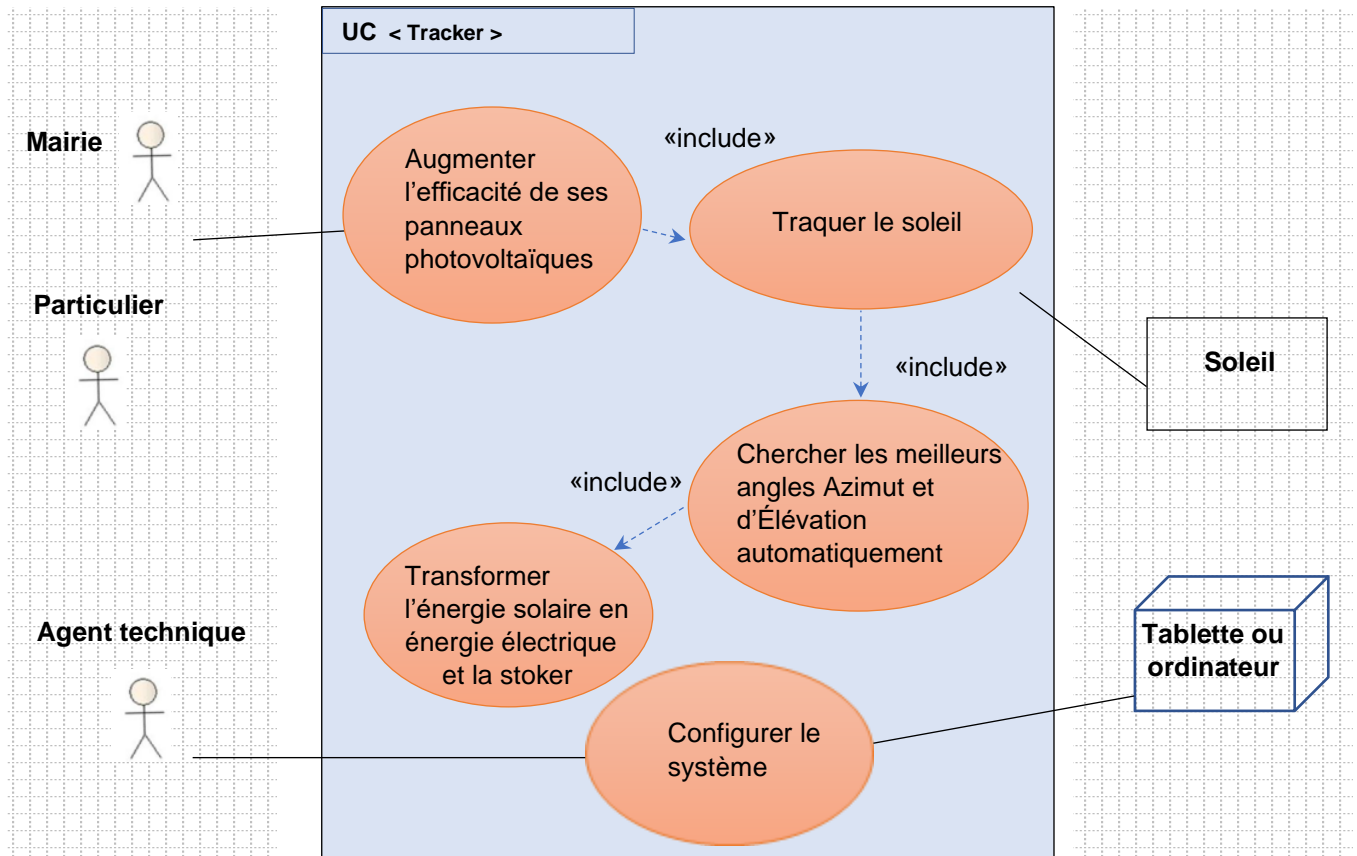 UC < Tracker >
Mairie
«include»
Augmenter
l'efficacité de ses
panneaux
photovoltaïques
Traquer le soleil
Particulier
Soleil
«include»
Chercher les meilleurs
angles Azimut et
d'Élévation
automatiquement
«include»
Transformer
l'énergie solaire en
énergie électrique
et la stoker
Agent technique
Tablette ou
ordinateur
Configurer le
système